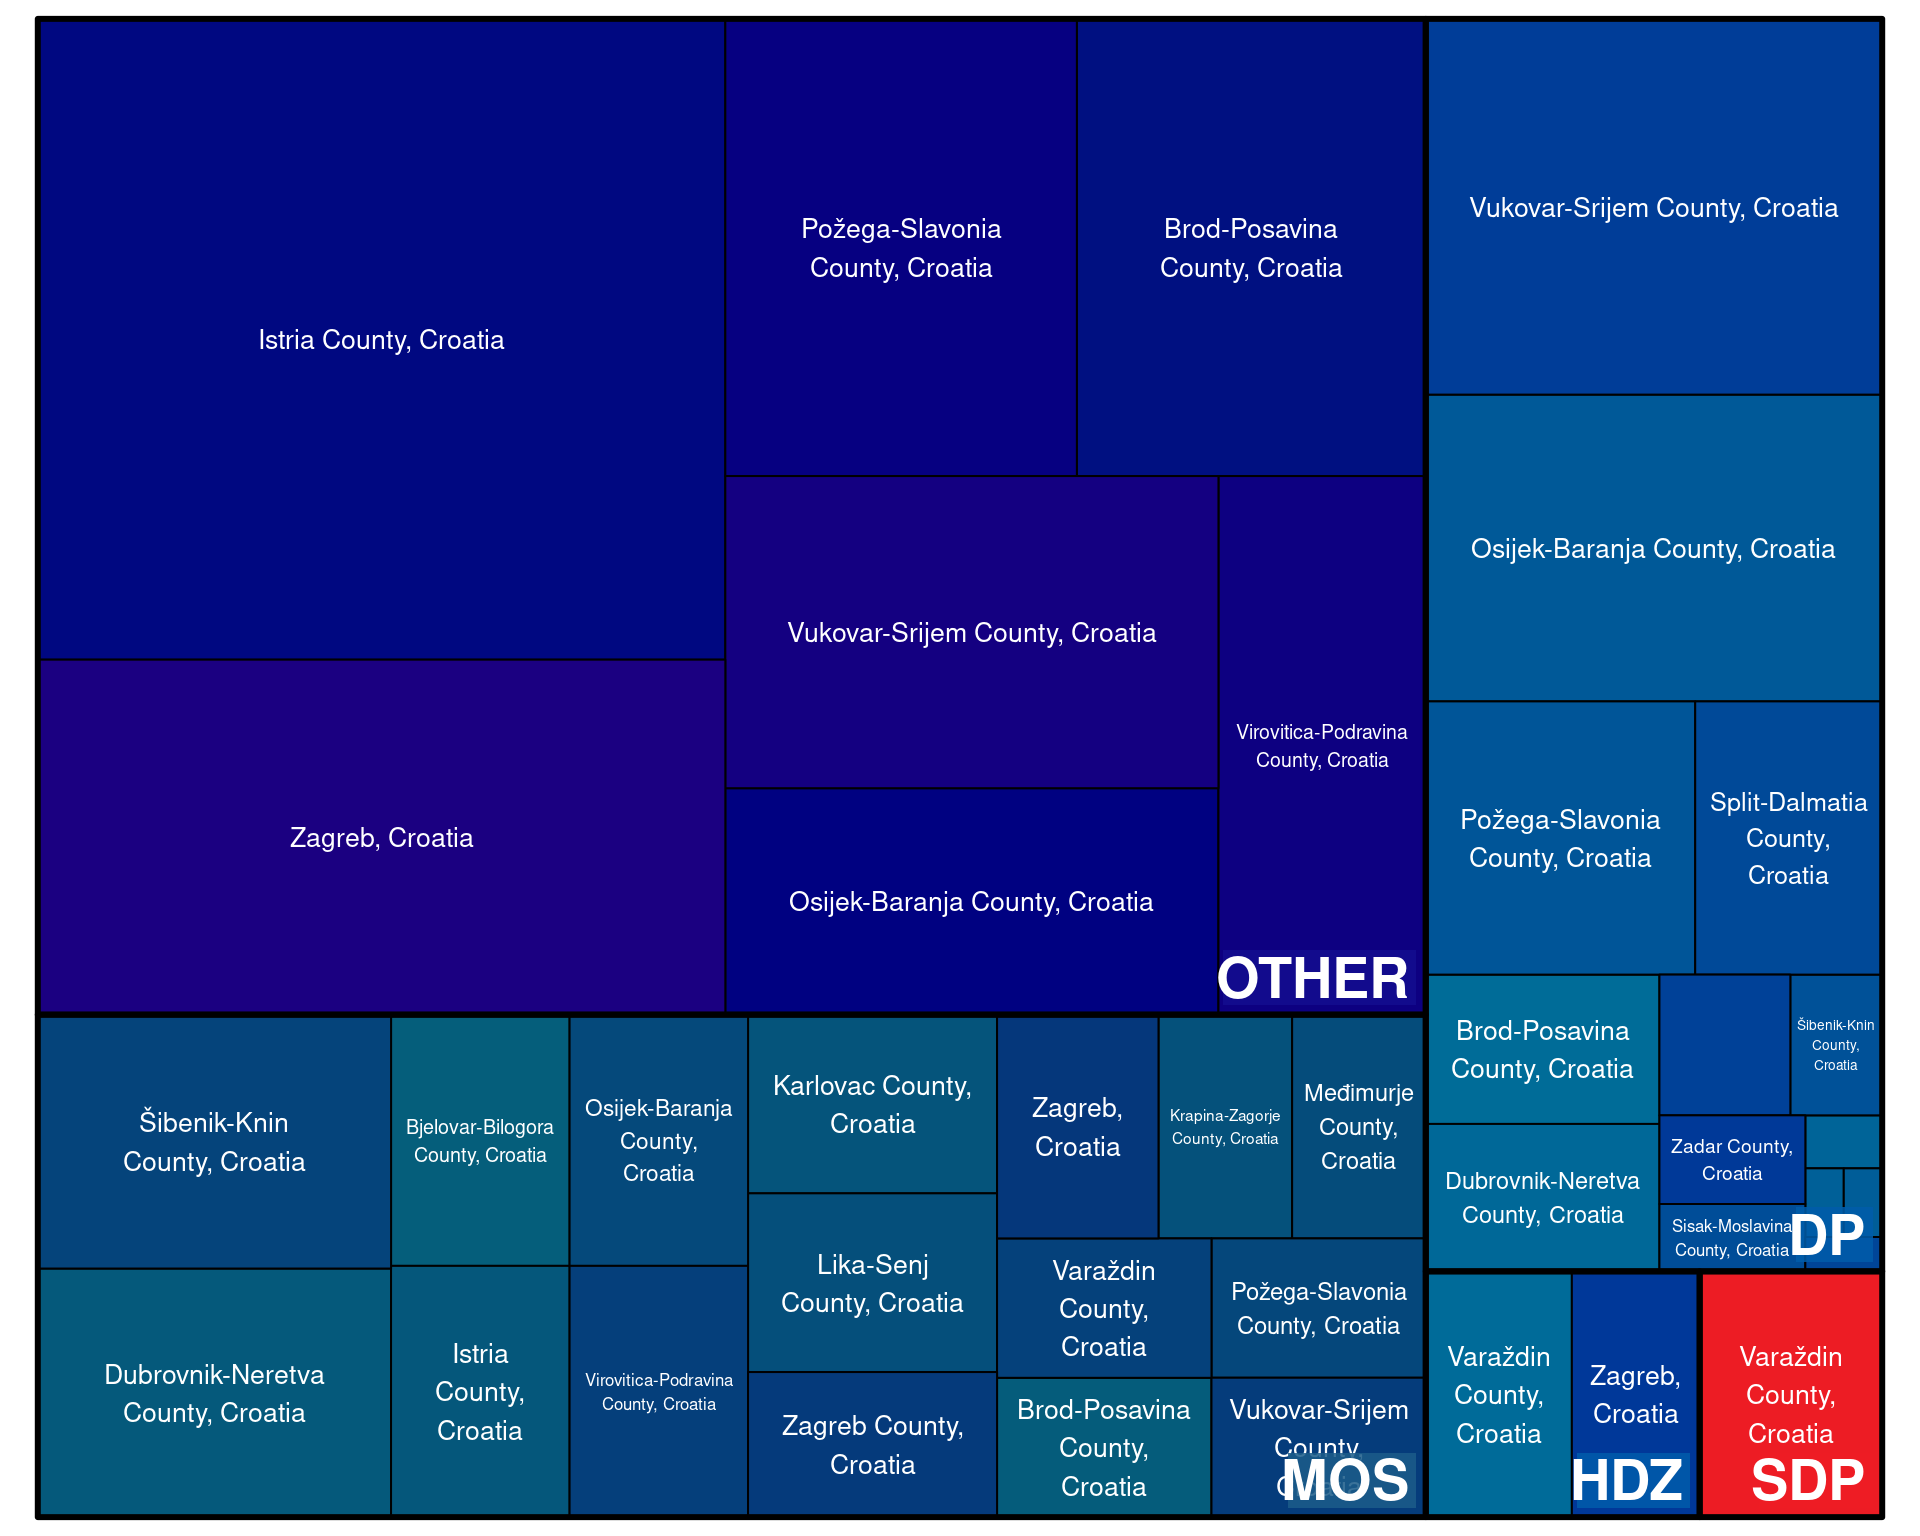 Istria County, Croatia
Zagreb, Croatia
Požega-Slavonia
County, Croatia
Brod-Posavina
County, Croatia
Vukovar-Srijem County, Croatia
Osijek-Baranja County, Croatia
Virovitica-Podravina
County, Croatia
OTHER
Šibenik-Knin
County, Croatia
Dubrovnik-Neretva
County, Croatia
Bjelovar-Bilogora
County, Croatia
Istria
County,
Croatia
Osijek-Baranja
County,
Croatia
Virovitica-Podravina
County, Croatia
Karlovac County,
Croatia
Lika-Senj
County, Croatia
Zagreb County,
Croatia
Zagreb,
Croatia
Krapina-Zagorje
County, Croatia
Međimurje
County,
Croatia
Varaždin
County,
Croatia
Požega-Slavonia
County, Croatia
Brod-Posavina
County,
Croatia
Vukovar-Srijem
County,
MOS
Vukovar-Srijem County, Croatia
Osijek-Baranja County, Croatia
Požega-Slavonia
County, Croatia
Split-Dalmatia
County,
Croatia
Brod-Posavina
County, Croatia
Dubrovnik-Neretva
County, Croatia
Šibenik-Knin
County,
Croatia
Zadar County,
Croatia
Sisak-Moslavina
County, Croatia
DP
Varaždin
County,
Croatia
Zagreb,
Croatia
HDZ
Varaždin
County,
Croatia
SDP